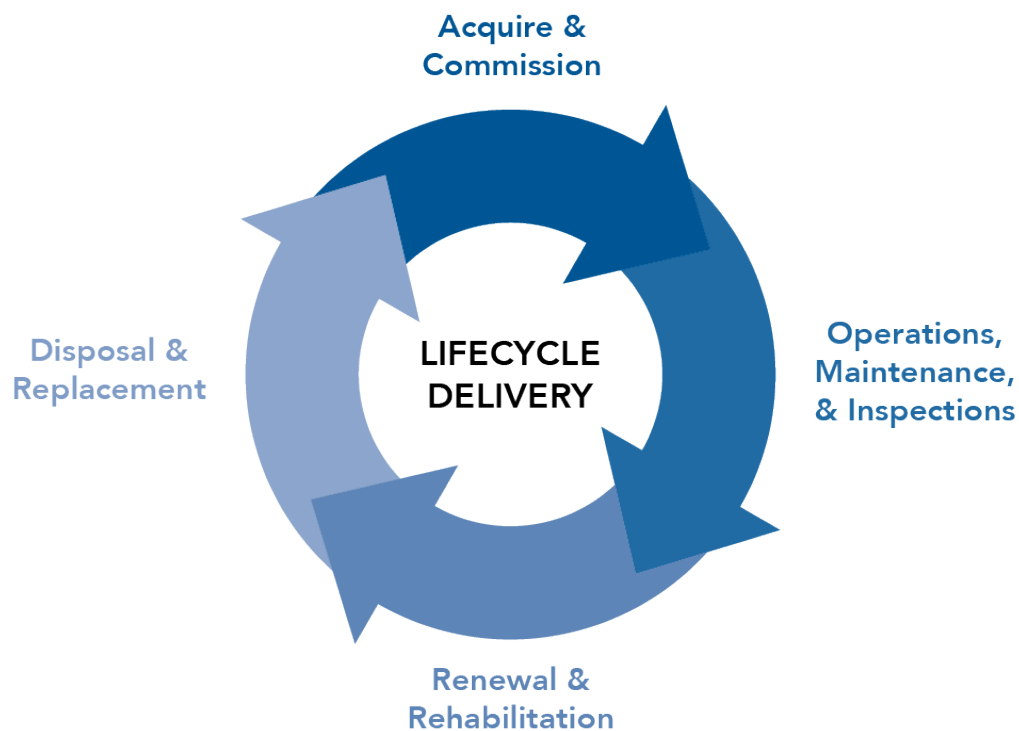 Acquire &
Commission
Operations,
Maintenance,
& Inspections
LIFECYCLE
DELIVERY
Disposal &
Replacement
Renewal &
Rehabilitation